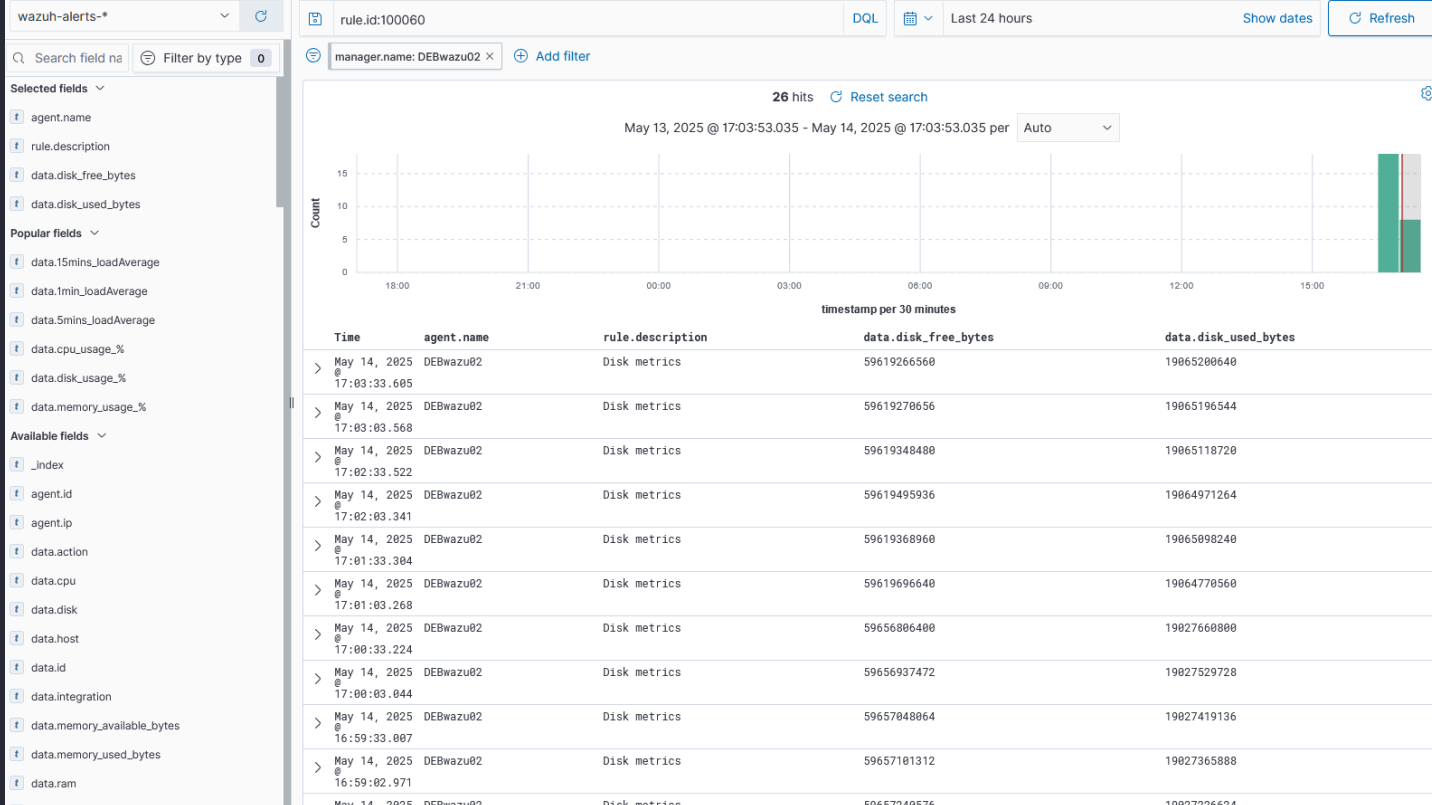 wazuh-alerts-*
rule.id:100060
DQL
Last 24 hours
Show dates
Refresh
Search field na
Filter by type 0
manager.name: DEBwazu02 ×
Add filter
Selected fields
t agent.name
t rule.description
t data.disk_free_bytes
t data.disk_used_bytes
Popular fields
t data.15mins_loadAverage
t data.1min_loadAverage
t data.5mins_loadAverage
t data.cpu_usage_%
t data.disk_usage_%
t data.memory_usage_%
Available fields
t _index
t agent.id
t agent.ip
t data.action
t data.cpu
t data.disk
t data.host
t data.id
t data.integration
t data.memory_available_bytes
t data.memory_used_bytes
t data.ram
26 hits Reset search
May 13, 2025 @ 17:03:53.035 - May 14, 2025 @ 17:03:53.035 per Auto
Count
15
10
5
0
18:00 21:00 00:00 03:00 06:00 09:00 12:00 15:00
timestamp per 30 minutes
Time agent.name rule.description data.disk_free_bytes data.disk_used_bytes
May 14, 2025 DEBwazu02 Disk metrics 59619266560 19065200640
@
17:03:33.605
May 14, 2025 DEBwazu02 Disk metrics 59619270656 19065196544
@
17:03:03.568
May 14, 2025 DEBwazu02 Disk metrics 59619348480 19065118720
@
17:02:33.522
May 14, 2025 DEBwazu02 Disk metrics 59619495936 19064971264
@
17:02:03.341
May 14, 2025 DEBwazu02 Disk metrics 59619368960 19065098240
@
17:01:33.304
May 14, 2025 DEBwazu02 Disk metrics 59619696640 19064770560
@
17:01:03.268
May 14, 2025 DEBwazu02 Disk metrics 59656806400 19027660800
@
17:00:33.224
May 14, 2025 DEBwazu02 Disk metrics 59656937472 19027529728
@
17:00:03.044
May 14, 2025 DEBwazu02 Disk metrics 59657048064 19027419136
@
16:59:33.007
May 14, 2025 DEBwazu02 Disk metrics 59657101312 19027365888
@
16:59:02.971
May 14, 2025 DEBwazu02 Disk metrics